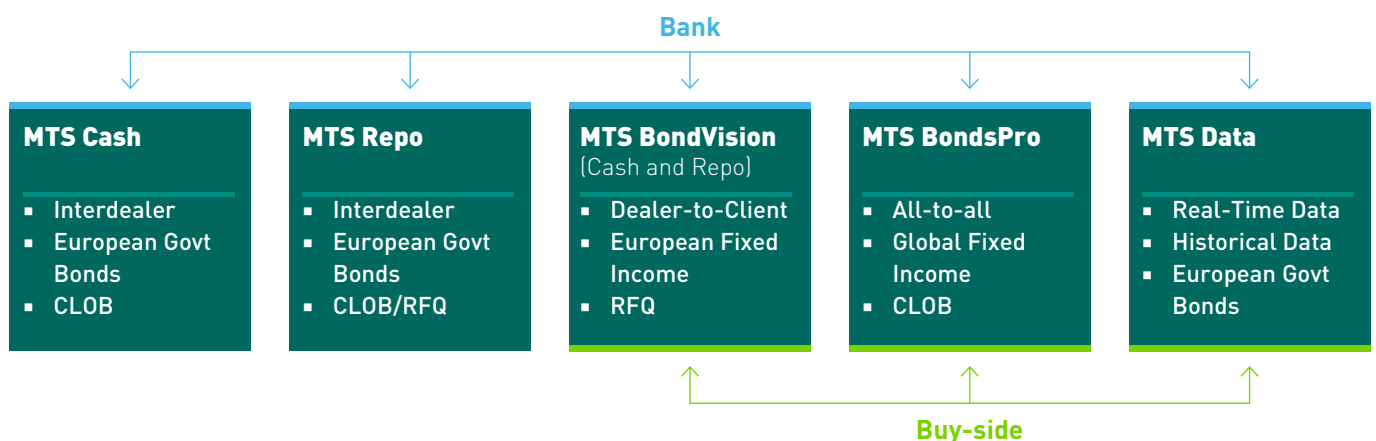 Bank
MTS Cash
▪ Interdealer
▪ European Govt
Bonds
▪ CLOB
MTS Repo
▪ Interdealer
▪ European Govt
Bonds
▪ CLOB/RFQ
MTS BondVision
(Cash and Repo)
▪ Dealer-to-Client
▪ European Fixed
Income
▪ RFQ
MTS BondsPro
▪ All-to-all
▪ Global Fixed
Income
▪ CLOB
MTS Data
▪ Real-Time Data
▪ Historical Data
▪ European Govt
Bonds
Buy-side